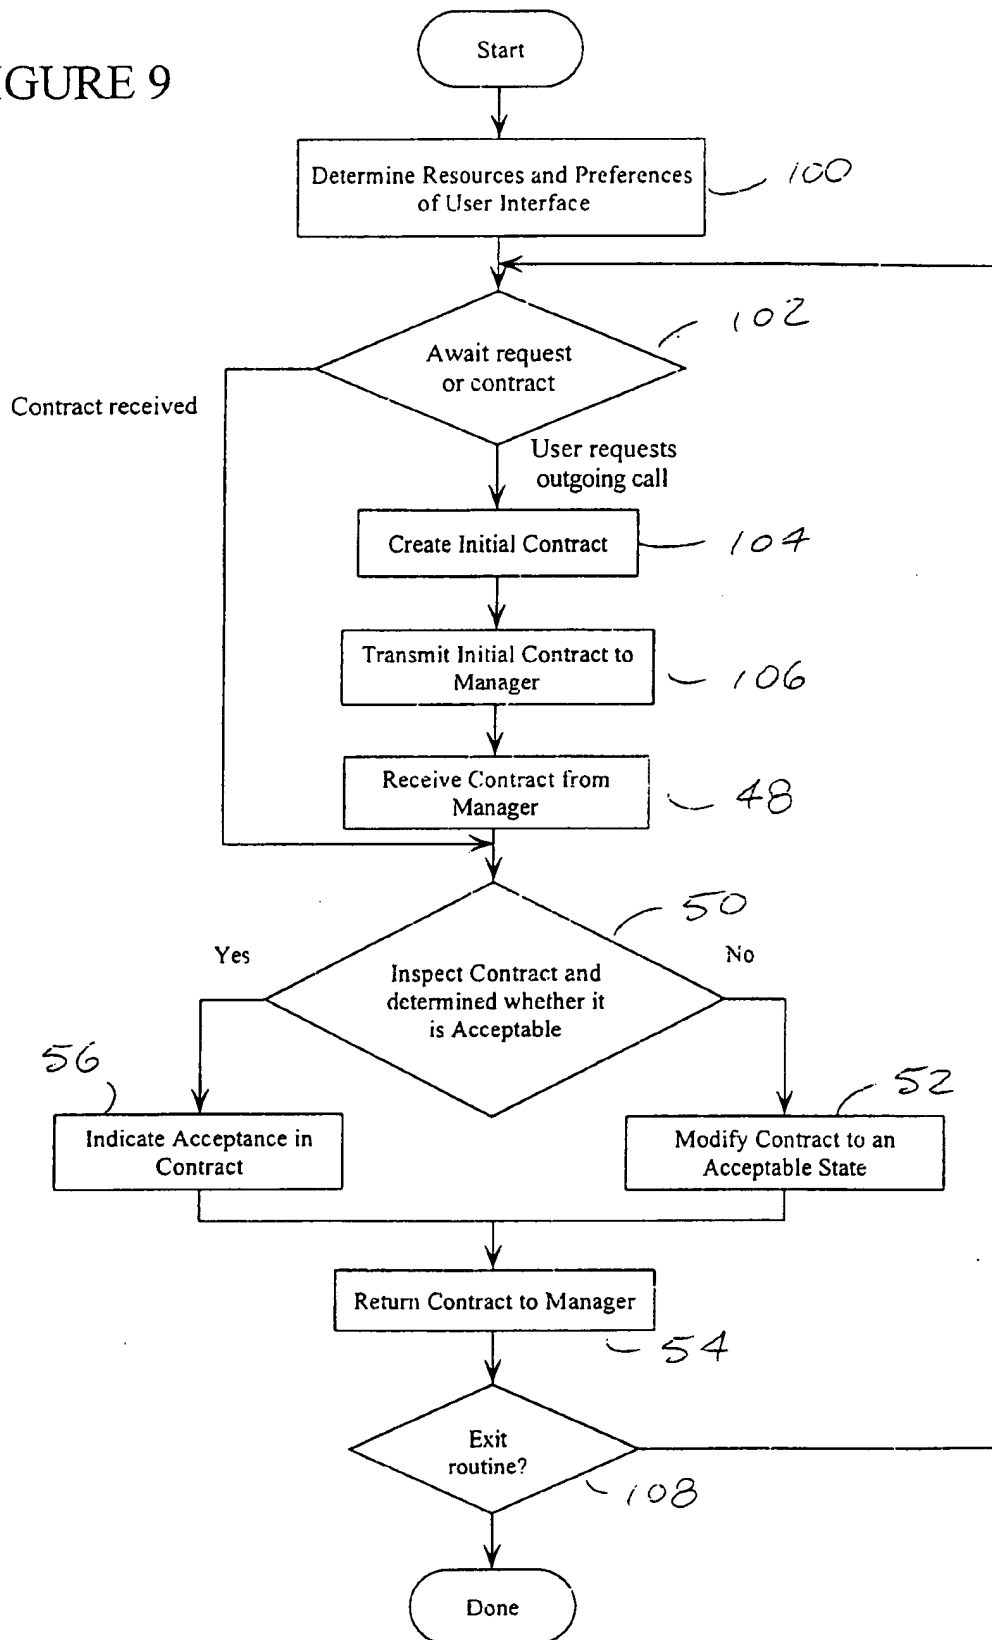 IGURE 9
Start
Determine Resources and Preferences
of User Interface
100
102
Await request
or contract
Contract received
User requests
outgoing call
Create Initial Contract
104
Transmit Initial Contract to
Manager
106
Receive Contract from
Manager
48
50
Yes
No
Inspect Contract and
determined whether it
is Acceptable
56
52
Indicate Acceptance in
Contract
Modify Contract to an
Acceptable State
Return Contract to Manager
54
Exit
routine?
108
Done